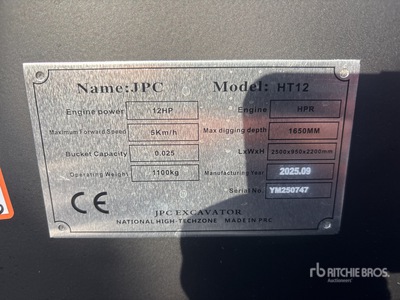 Name:JPC Model: HT12
Engine power 12HP Engine HPR
Maximum Forward Speed 5Km/h Max digging depth 1650MM
Bucket Capacity 0.025 LxWxH 2500x950x2200mm
Operating Weight 1100kg Manufacturing Year 2025.09
Serial No. YM250747
CE
JPC EXCAVATOR
NATIONAL HIGH-TECHZONE MADE IN PRC
rb RITCHIE BROS.
Auctioneers